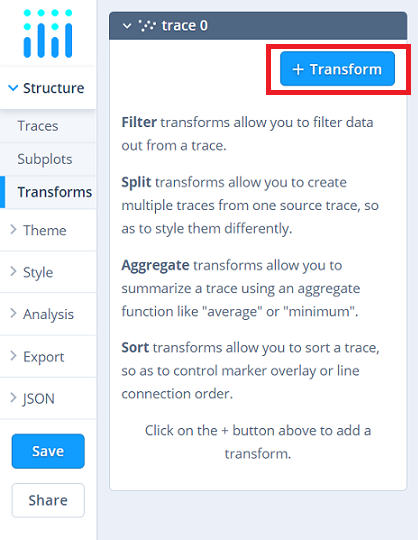 Structure
Traces
Subplots
Transforms
Theme
Style
Analysis
Export
JSON
Save
Share
trace 0
+ Transform
Filter transforms allow you to filter data
out from a trace.
Split transforms allow you to create
multiple traces from one source trace, so
as to style them differently.
Aggregate transforms allow you to
summarize a trace using an aggregate
function like "average" or "minimum".
Sort transforms allow you to sort a trace,
so as to control marker overlay or line
connection order.
Click on the + button above to add a
transform.